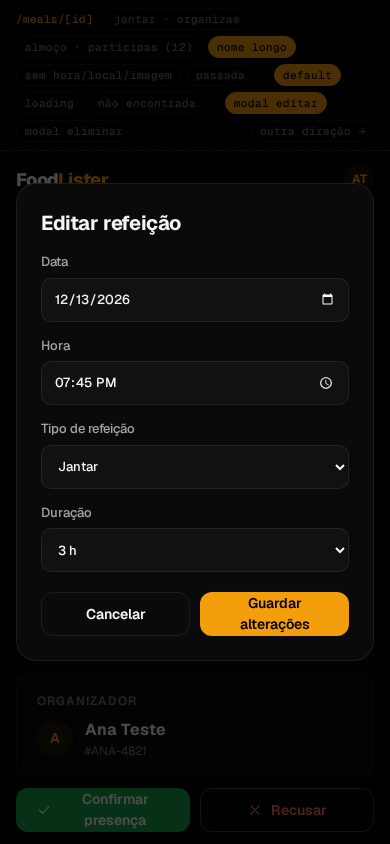 /meals/[id] jantar · organizas
almoço · participas (12) nome longo
sem hora/local/imagem passada default
loading não encontrada modal editar
modal eliminar outra direção →
FoodLister AT
Editar refeição
Data
12/13/2026
Hora
07:45 PM
Tipo de refeição
Jantar
Duração
3 h
Cancelar
Guardar
alterações
ORGANIZADOR
A Ana Teste
#ANA-4821
Confirmar
presença
Recusar